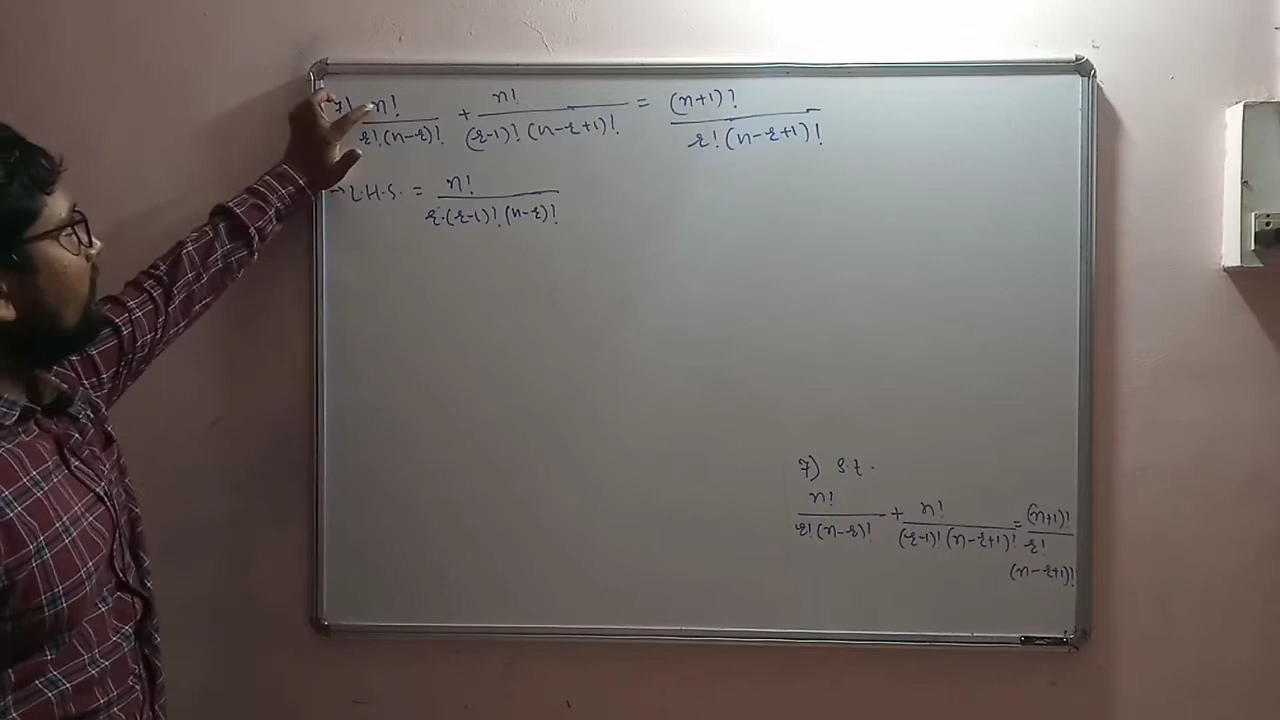 7) n!/r!(n-r)! + n!/(r-1)!(n-r+1)! = (n+1)!/r!(n-r+1)!
→ L.H.S. = n!/r.(r-1)!.(n-r)!
7) S.t.
n!/r!(n-r)! + n!/(r-1)!(n-r+1)! = (n+1)!/r!(n-r+1)!